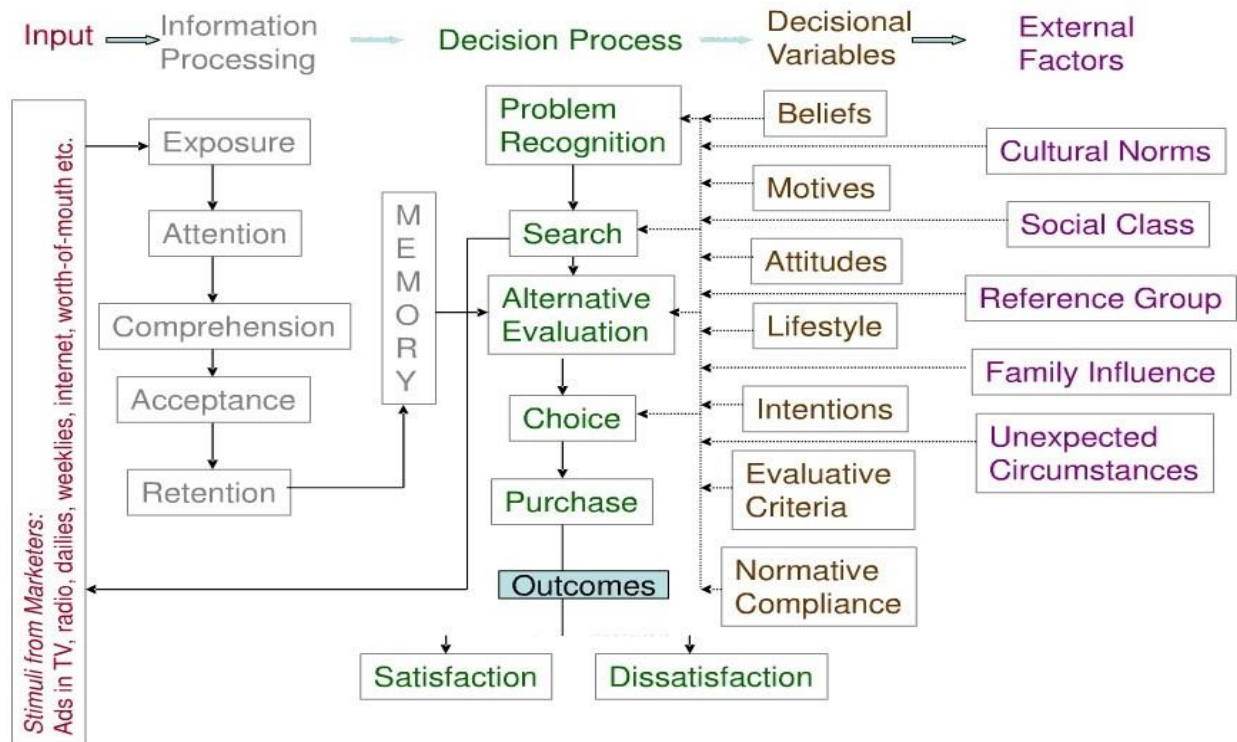 Input
Information
Processing
Decision Process
Decisional
Variables
External
Factors
Stimuli from Marketers:
Ads in TV, radio, dailies, weeklies, internet, worth-of-mouth etc.
Exposure
Attention
Comprehension
Acceptance
Retention
MEMORY
Problem
Recognition
Search
Alternative
Evaluation
Choice
Purchase
Outcomes
Satisfaction
Dissatisfaction
Beliefs
Motives
Attitudes
Lifestyle
Intentions
Evaluative
Criteria
Normative
Compliance
Cultural Norms
Social Class
Reference Group
Family Influence
Unexpected
Circumstances